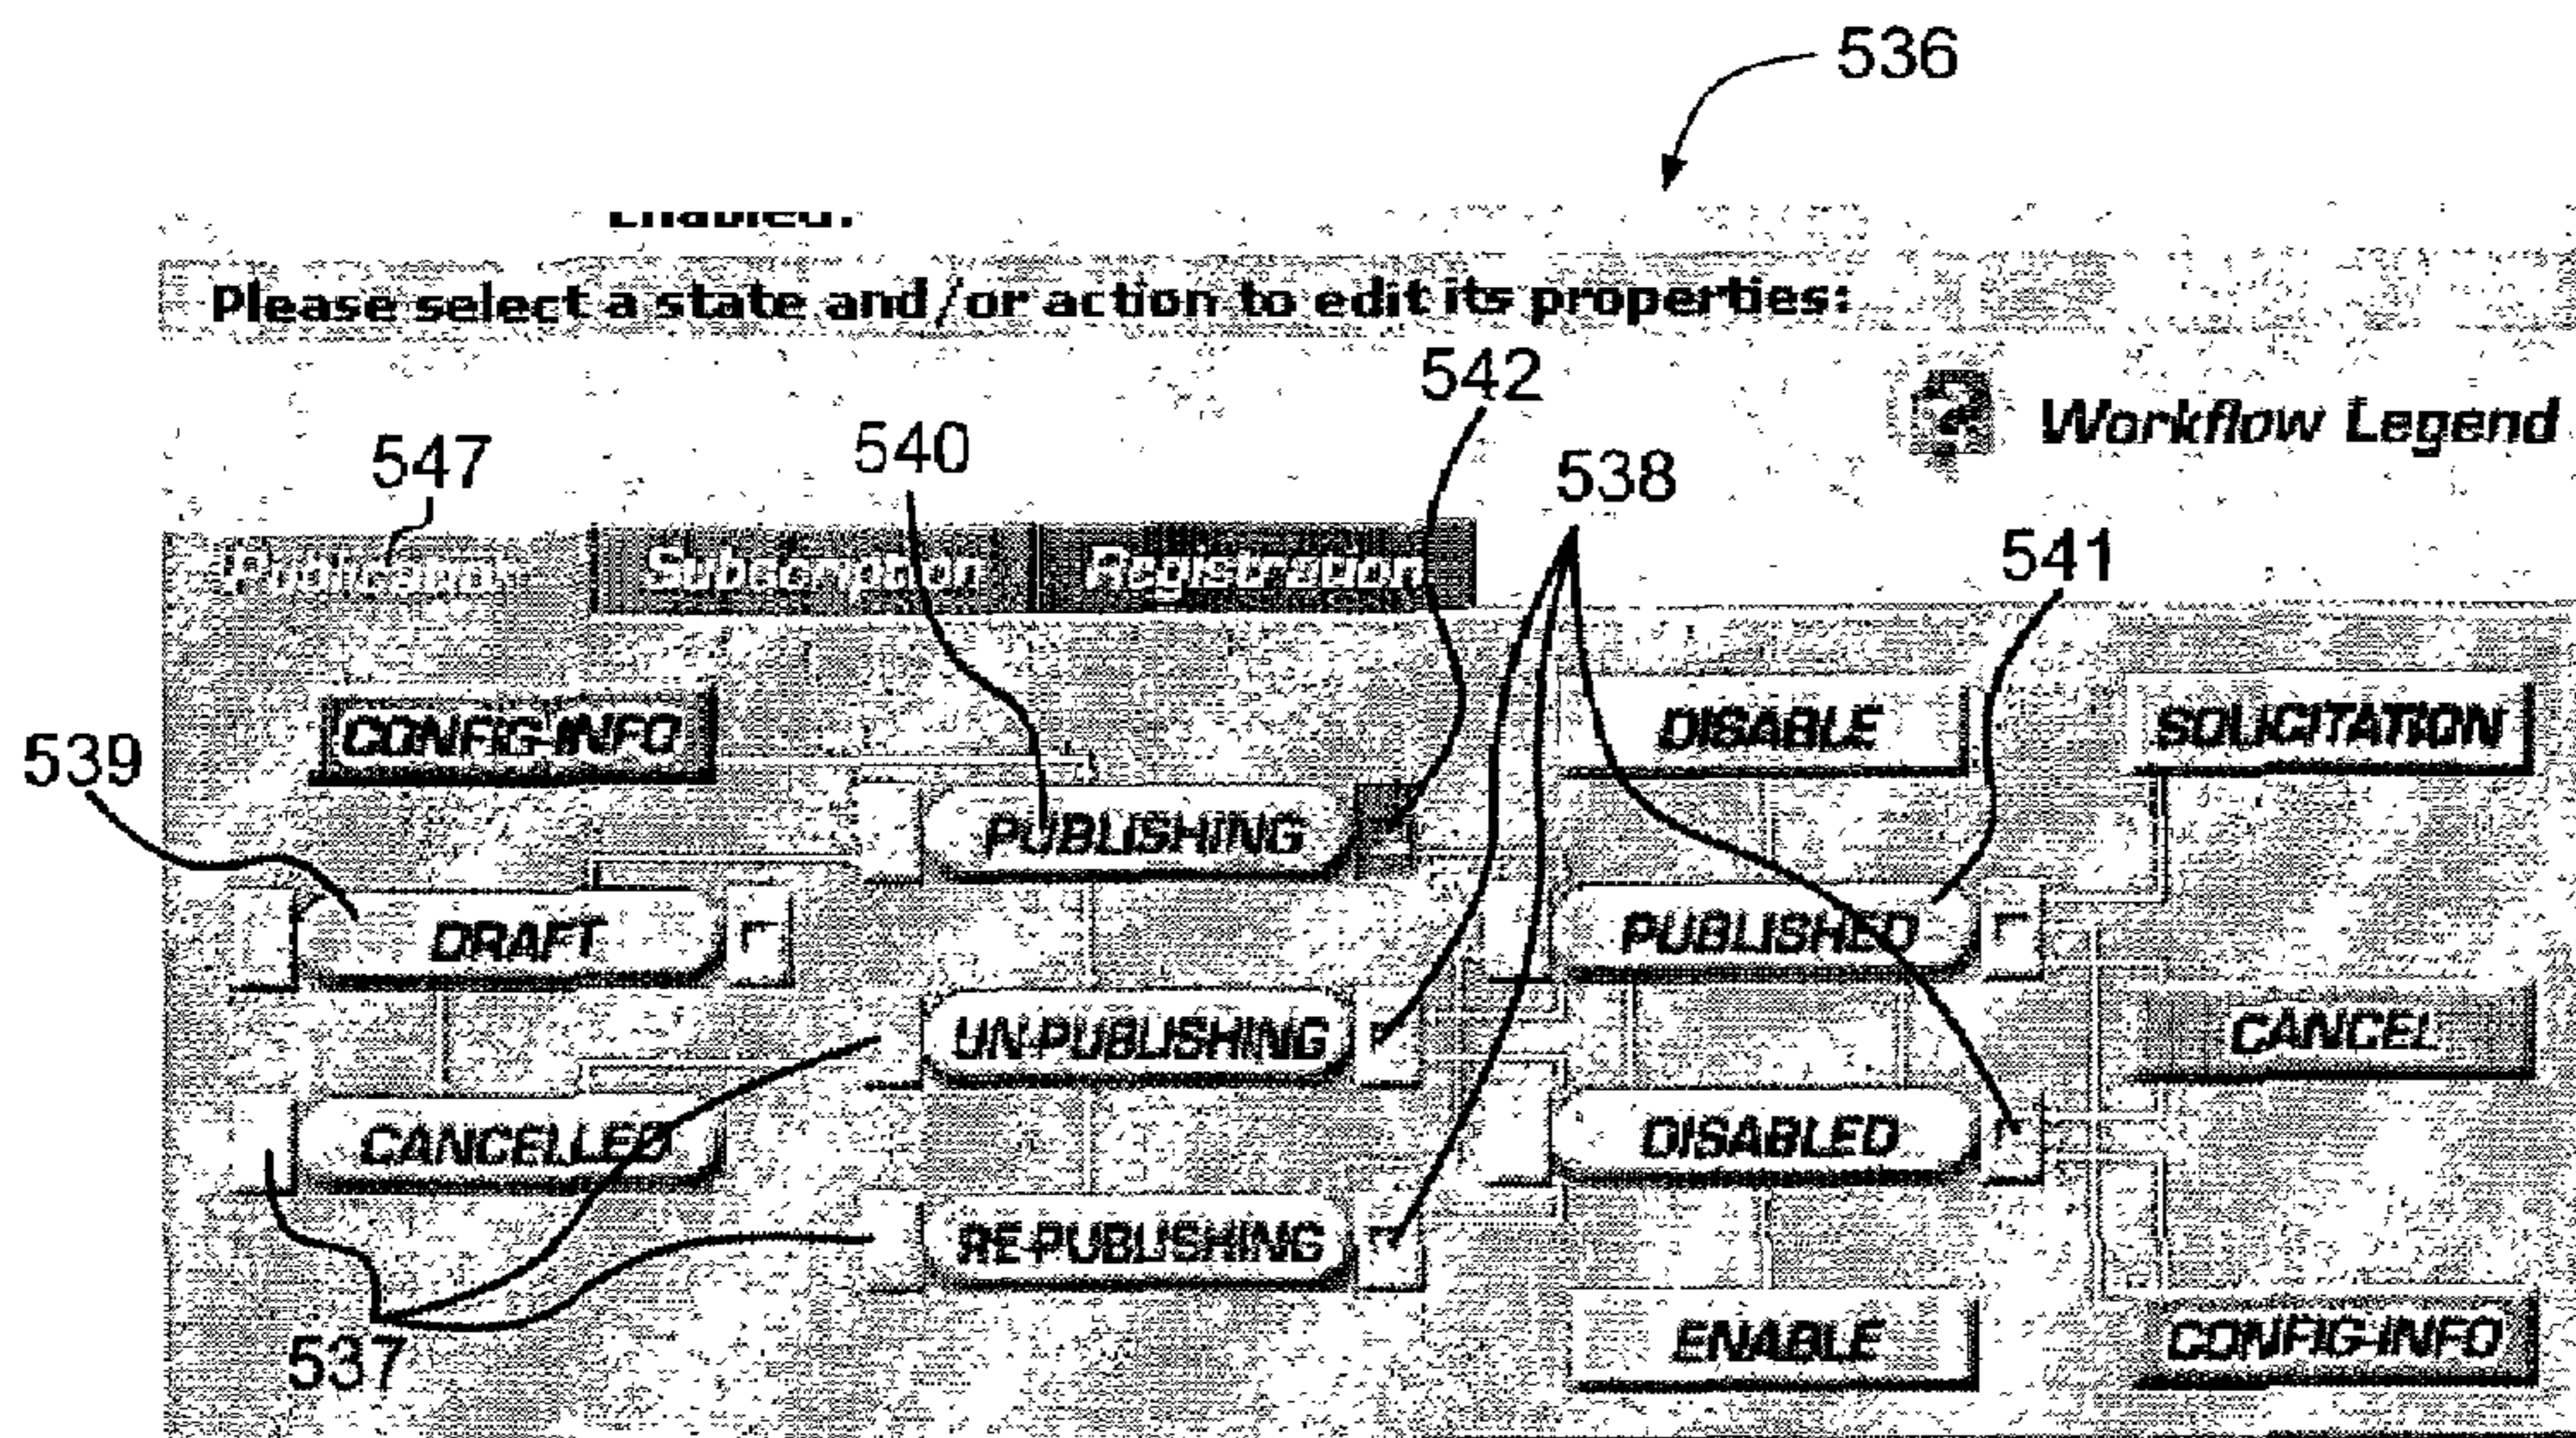 536
Please select a state and/or action to edit its properties:
542
? Workflow Legend
547
540
538
541
Publication Subscription Registration
CONFIG-INFO
DISABLE
SOLICITATION
539
PUBLISHING
DRAFT
PUBLISHED
UN-PUBLISHING
CANCEL
CANCELLED
DISABLED
RE-PUBLISHING
537
ENABLE
CONFIG-INFO